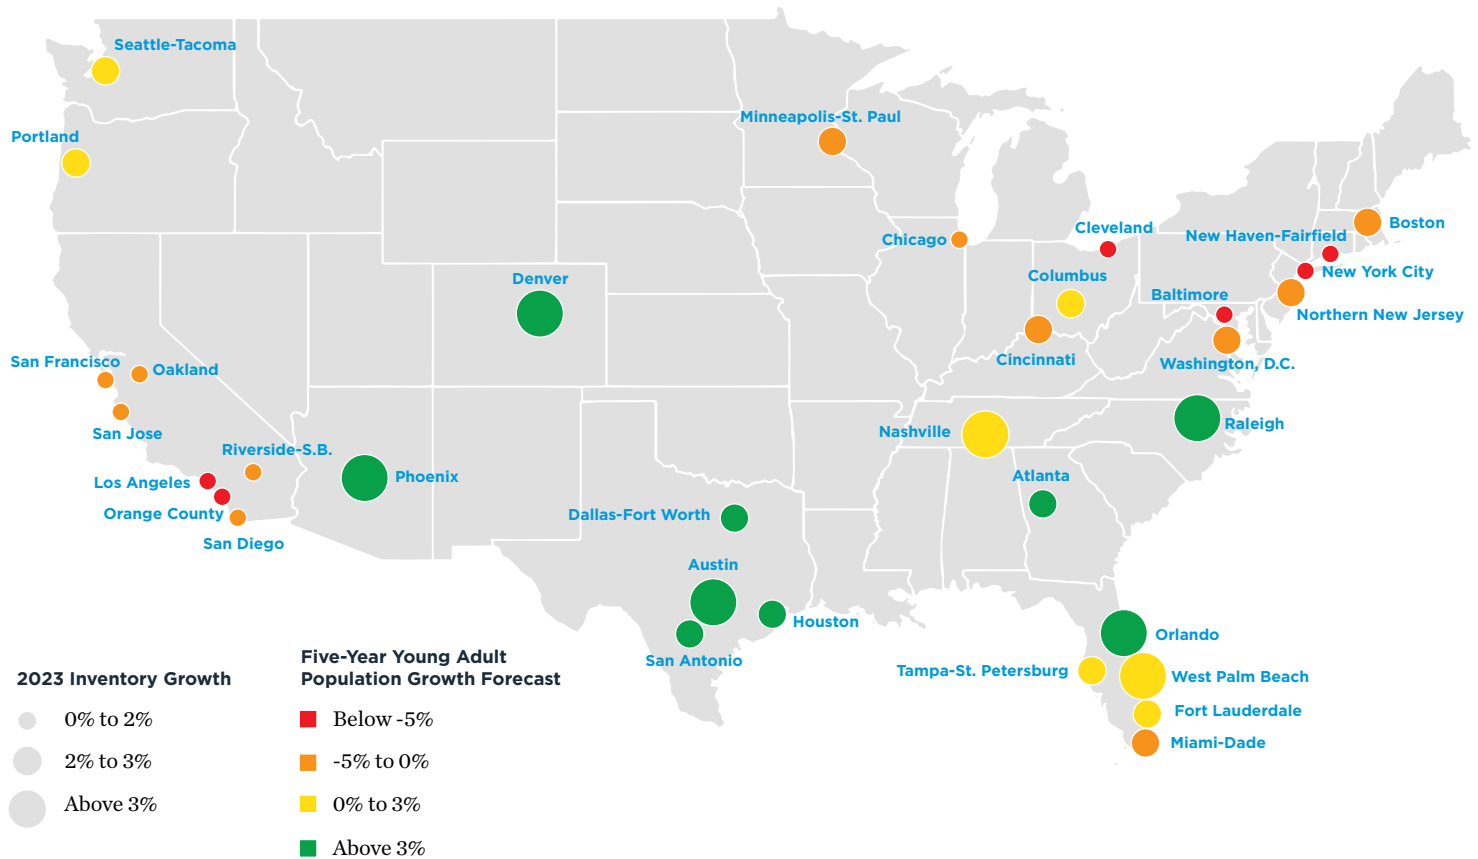 Seattle-Tacoma
Portland
Minneapolis-St. Paul
Chicago
Cleveland
New Haven-Fairfield
Boston
New York City
Columbus
Baltimore
Northern New Jersey
Cincinnati
Washington, D.C.
Denver
San Francisco
Oakland
San Jose
Riverside-S.B.
Los Angeles
Orange County
San Diego
Phoenix
Nashville
Raleigh
Atlanta
Dallas-Fort Worth
Austin
Houston
San Antonio
Orlando
Tampa-St. Petersburg
West Palm Beach
Fort Lauderdale
Miami-Dade
2023 Inventory Growth
0% to 2%
2% to 3%
Above 3%
Five-Year Young Adult
Population Growth Forecast
Below -5%
-5% to 0%
0% to 3%
Above 3%